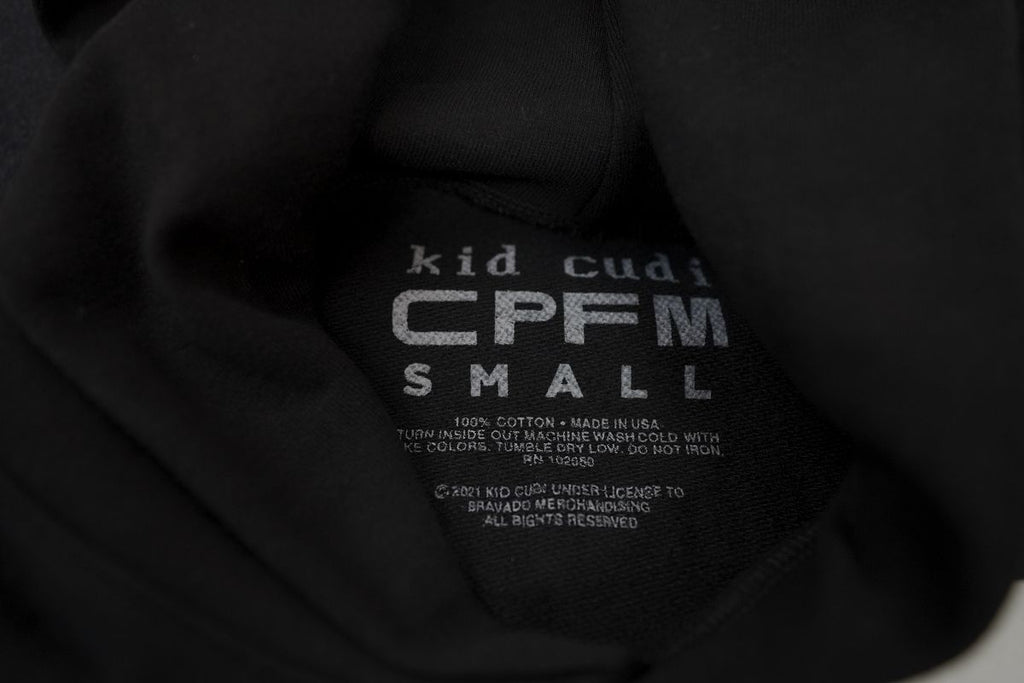 kid cudi
CPFM
SMALL
100% COTTON • MADE IN USA
TURN INSIDE OUT MACHINE WASH COLD WITH
KE COLORS. TUMBLE DRY LOW. DO NOT IRON.
RN 102050
© 2021 KID CUDI UNDER LICENSE TO
BRAVADO MERCHANDISING
ALL RIGHTS RESERVED